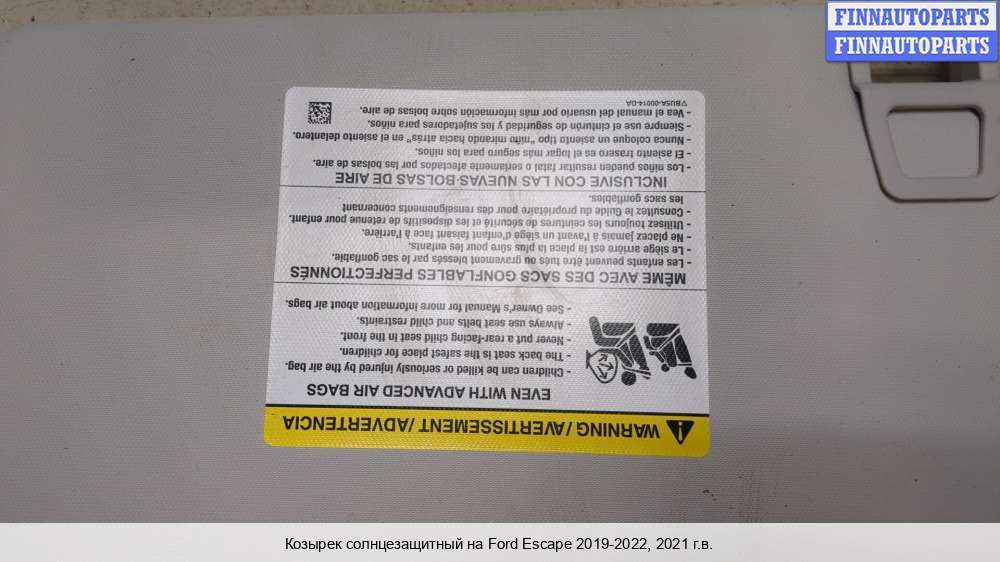 FINNAUTOPARTS
FINNAUTOPARTS
WARNING / AVERTISSEMENT / ADVERTENCIA
EVEN WITH ADVANCED AIR BAGS
- Children can be killed or seriously injured by the air bag.
- The back seat is the safest place for children.
- Never put a rear-facing child seat in the front.
- Always use seat belts and child restraints.
- See Owner's Manual for more information about air bags.
MÊME AVEC DES SACS GONFLABLES PERFECTIONNÉS
- Les enfants peuvent être tués ou gravement blessés par le sac gonflable.
- Le siège arrière est la place la plus sûre pour les enfants.
- Ne placez jamais à l'avant un siège d'enfant faisant face à l'arrière.
- Utilisez toujours les ceintures de sécurité et les dispositifs de retenue pour enfant.
- Consultez le Guide du propriétaire pour des renseignements concernant
les sacs gonflables.
INCLUSIVE CON LAS NUEVAS BOLSAS DE AIRE
- Los niños pueden resultar fatal o seriamente afectados por las bolsas de aire.
- El asiento trasero es el lugar más seguro para los niños.
- Nunca coloque un asiento tipo "niño mirando hacia atrás" en el asiento delantero.
- Siempre use el cinturón de seguridad y los sujetadores para niños.
- Vea el manual del usuario por más información sobre bolsas de aire.
BU5A-00014-DA
Козырек солнцезащитный на Ford Escape 2019-2022, 2021 г.в.